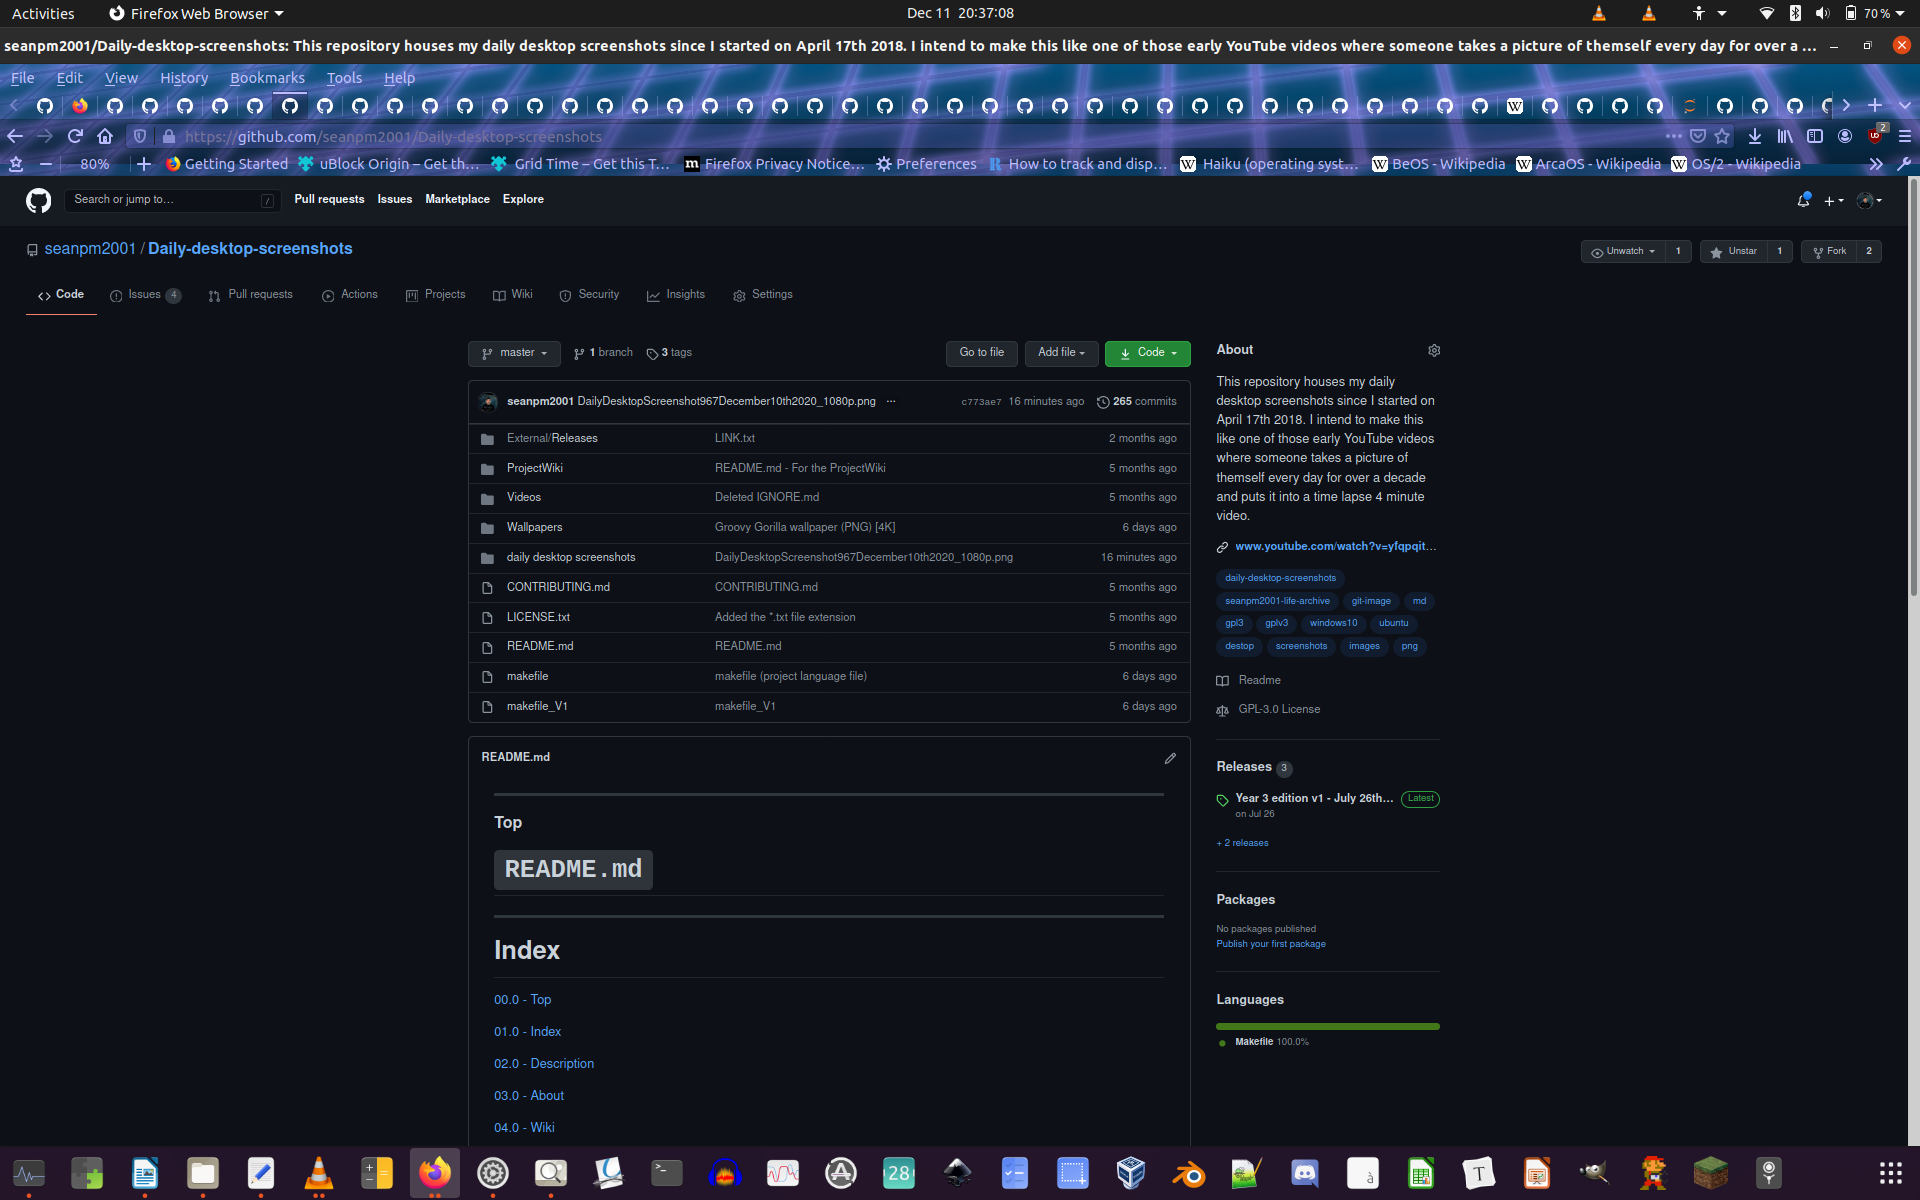 Activities
Firefox Web Browser
Dec 11 20:37:08
70 %
seanpm2001/Daily-desktop-screenshots: This repository houses my daily desktop screenshots since I started on April 17th 2018. I intend to make this like one of those early YouTube videos where someone takes a picture of themself every day for over a ...
File Edit View History Bookmarks Tools Help
https://github.com/seanpm2001/Daily-desktop-screenshots
2
80%
Getting Started
uBlock Origin – Get th…
Grid Time – Get this T…
Firefox Privacy Notice…
Preferences
How to track and disp…
Haiku (operating syst…
BeOS - Wikipedia
ArcaOS - Wikipedia
OS/2 - Wikipedia
Search or jump to…
/
Pull requests Issues Marketplace Explore
seanpm2001 / Daily-desktop-screenshots
Unwatch 1
Unstar 1
Fork 2
Code
Issues 4
Pull requests
Actions
Projects
Wiki
Security
Insights
Settings
master
1 branch
3 tags
Go to file
Add file
Code
seanpm2001 DailyDesktopScreenshot967December10th2020_1080p.png ...
c773ae7 16 minutes ago
265 commits
External/Releases LINK.txt 2 months ago
ProjectWiki README.md - For the ProjectWiki 5 months ago
Videos Deleted IGNORE.md 5 months ago
Wallpapers Groovy Gorilla wallpaper (PNG) [4K] 6 days ago
daily desktop screenshots DailyDesktopScreenshot967December10th2020_1080p.png 16 minutes ago
CONTRIBUTING.md CONTRIBUTING.md 5 months ago
LICENSE.txt Added the *.txt file extension 5 months ago
README.md README.md 5 months ago
makefile makefile (project language file) 6 days ago
makefile_V1 makefile_V1 6 days ago
README.md
Top
README.md
Index
00.0 - Top
01.0 - Index
02.0 - Description
03.0 - About
04.0 - Wiki
About
This repository houses my daily
desktop screenshots since I started on
April 17th 2018. I intend to make this
like one of those early YouTube videos
where someone takes a picture of
themself every day for over a decade
and puts it into a time lapse 4 minute
video.
www.youtube.com/watch?v=yfqpqit…
daily-desktop-screenshots
seanpm2001-life-archive git-image md
gpl3 gplv3 windows10 ubuntu
destop screenshots images png
Readme
GPL-3.0 License
Releases 3
Year 3 edition v1 - July 26th… Latest
on Jul 26
+ 2 releases
Packages
No packages published
Publish your first package
Languages
Makefile 100.0%
28